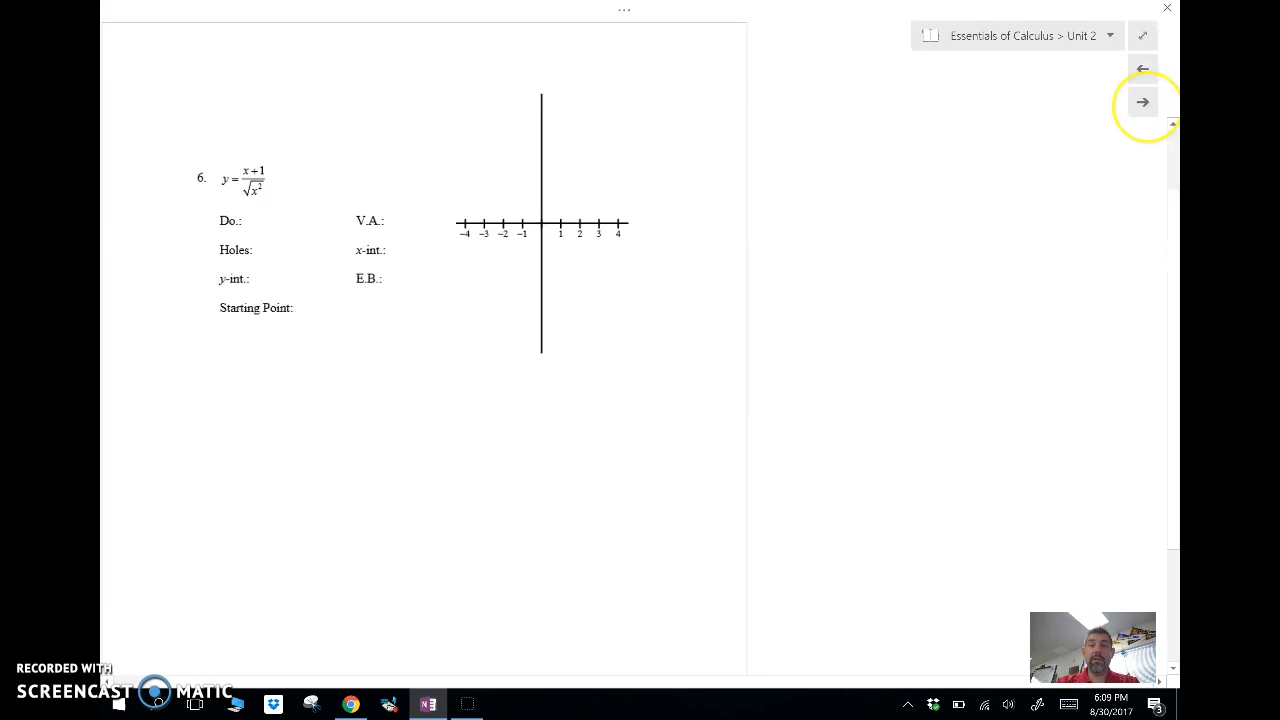 ...
Essentials of Calculus > Unit 2
6. y = x+1 / √x²
Do.: V.A.:
Holes: x-int.:
y-int.: E.B.:
Starting Point:
−4 −3 −2 −1 1 2 3 4
RECORDED WITH
SCREENCAST MATIC
N
6:09 PM
8/30/2017
3